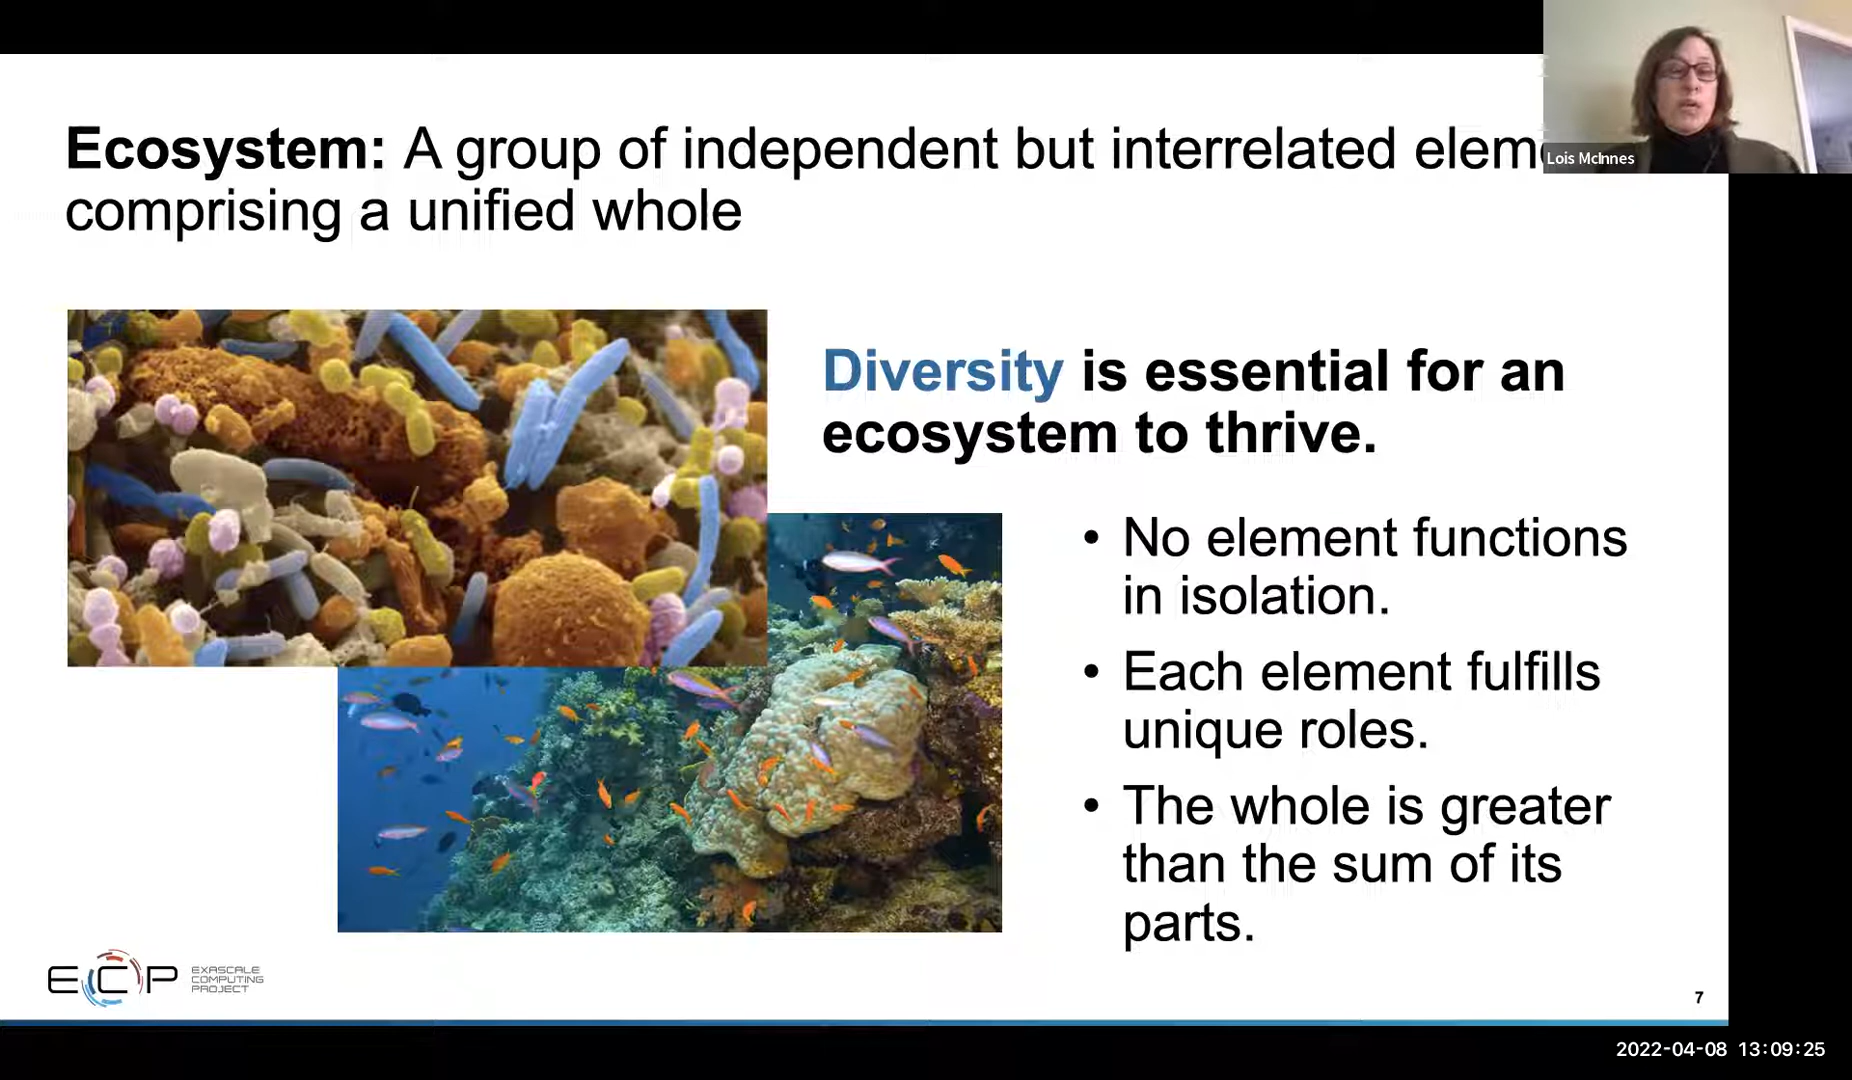 Ecosystem: A group of independent but interrelated
comprising a unified whole
Lois McInnes
Diversity is essential for an
ecosystem to thrive.
• No element functions
in isolation.
• Each element fulfills
unique roles.
• The whole is greater
than the sum of its
parts.
ECP EXASCALE
COMPUTING
PROJECT
7
2022-04-08 13:09:25